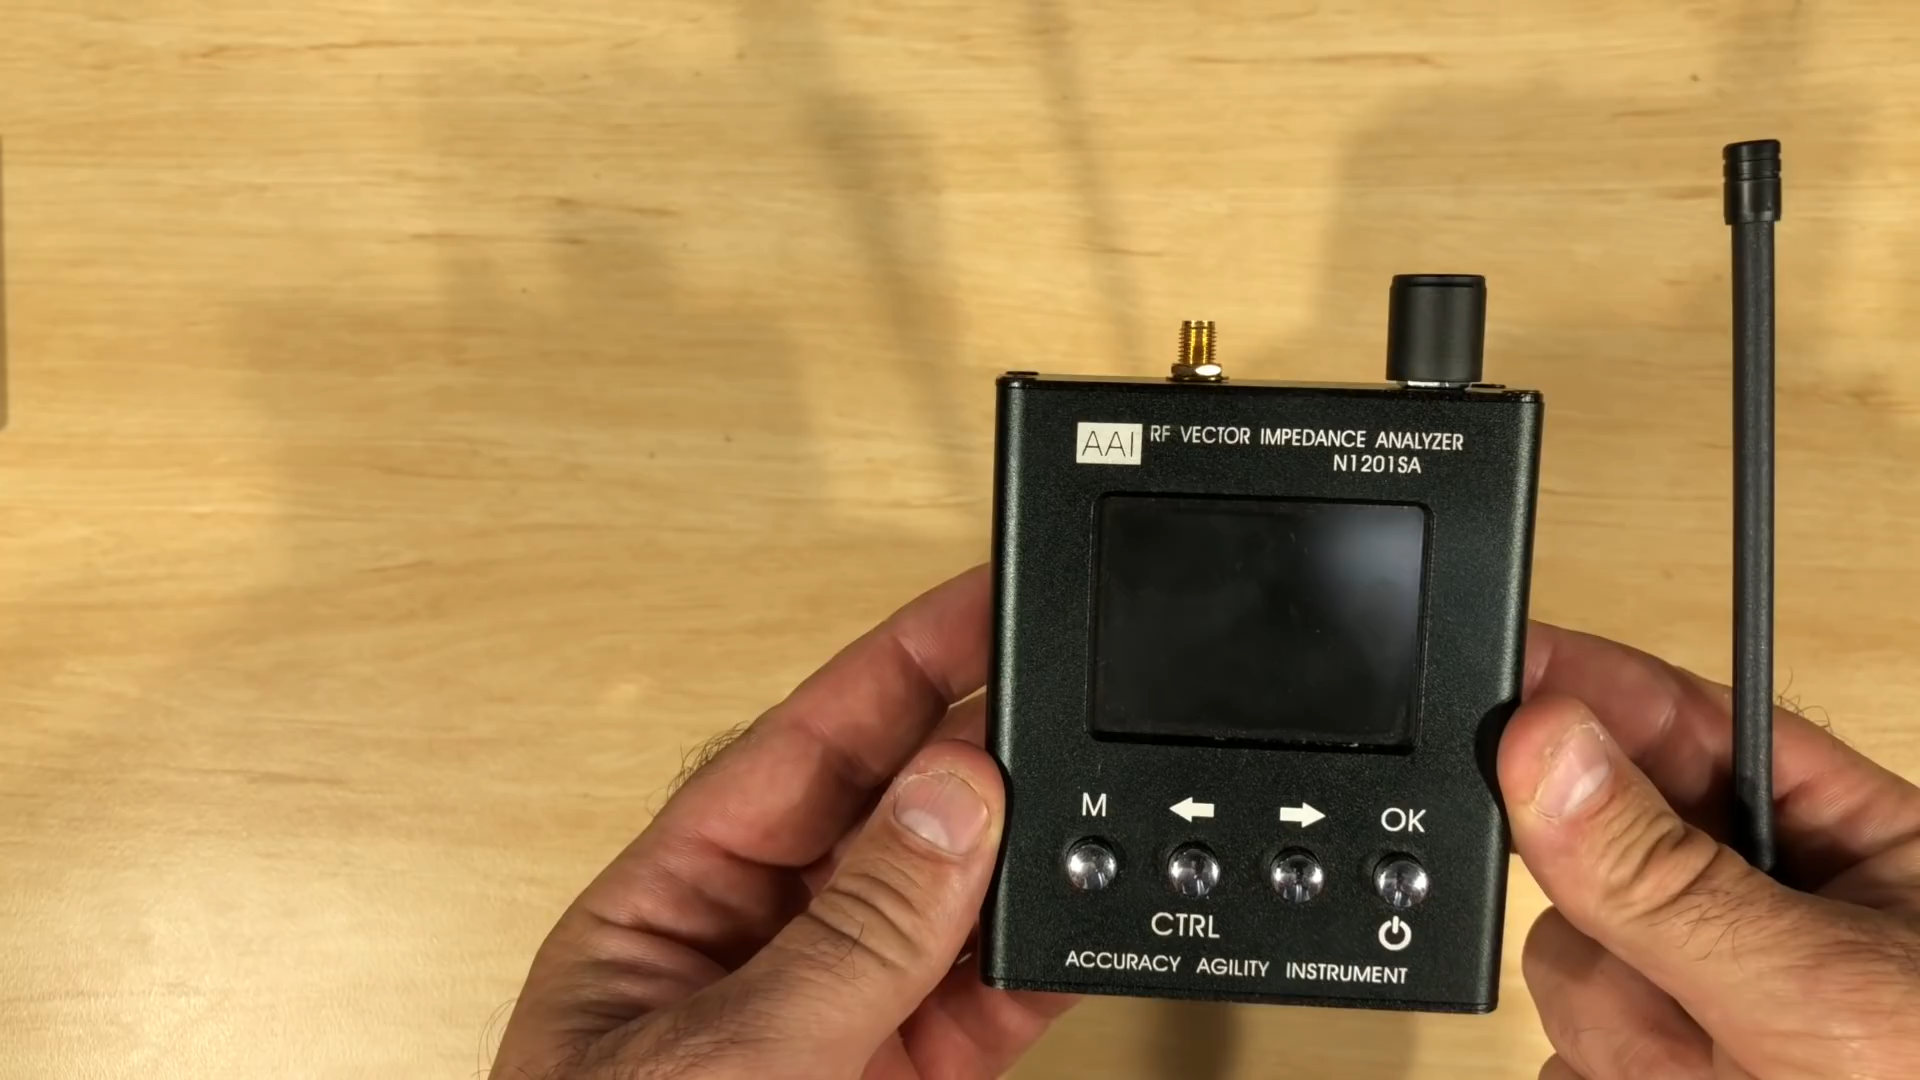 AAI RF VECTOR IMPEDANCE ANALYZER
N1201SA
M OK
CTRL
ACCURACY AGILITY INSTRUMENT